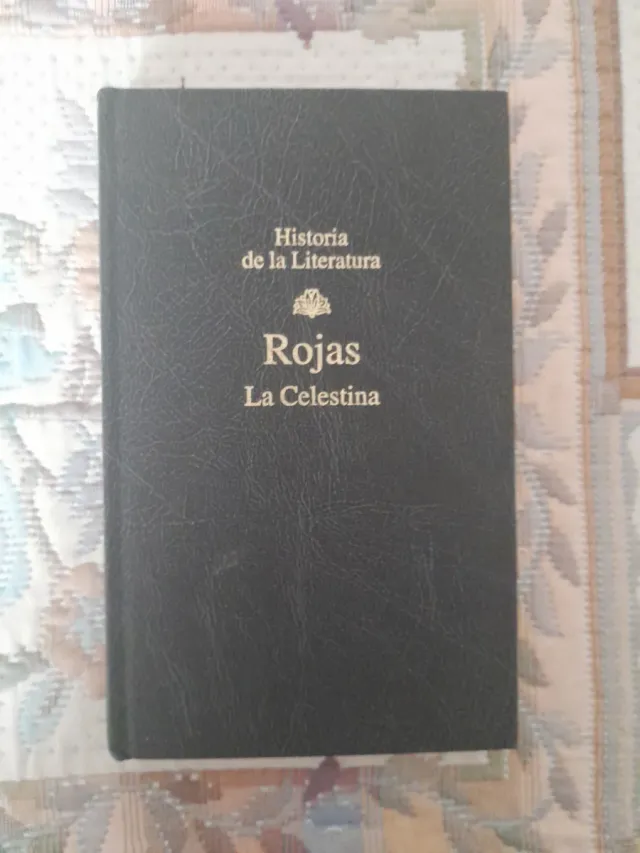 Historia
de la Literatura
Rojas
La Celestina